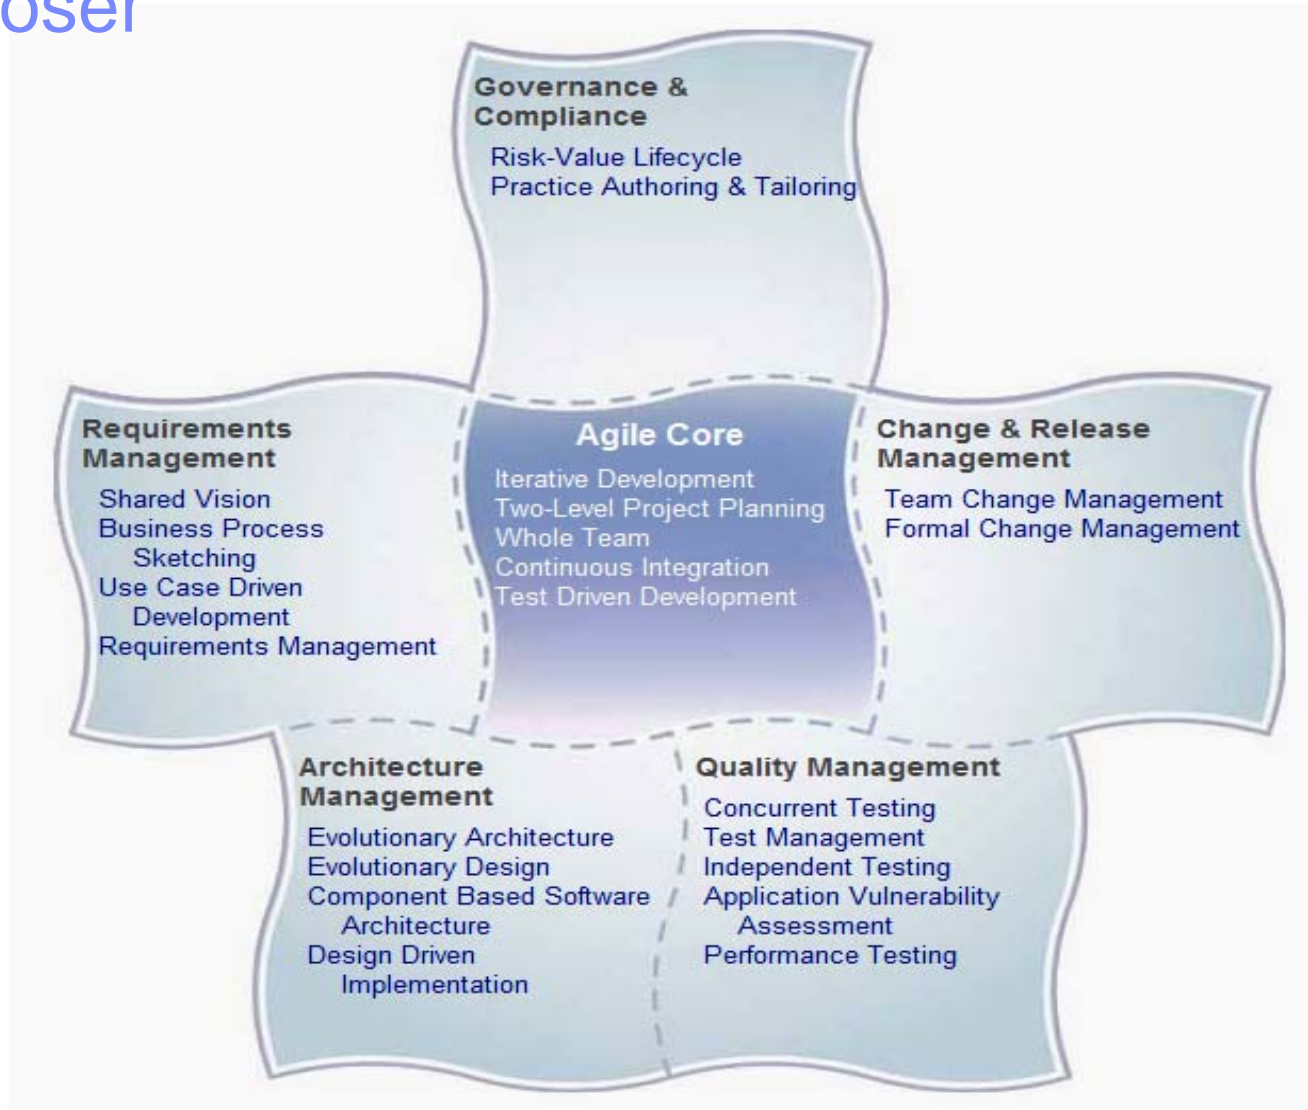 oser
Governance &
Compliance
Risk-Value Lifecycle
Practice Authoring & Tailoring
Requirements
Management
Shared Vision
Business Process
Sketching
Use Case Driven
Development
Requirements Management
Agile Core
Iterative Development
Two-Level Project Planning
Whole Team
Continuous Integration
Test Driven Development
Change & Release
Management
Team Change Management
Formal Change Management
Architecture
Management
Evolutionary Architecture
Evolutionary Design
Component Based Software
Architecture
Design Driven
Implementation
Quality Management
Concurrent Testing
Test Management
Independent Testing
Application Vulnerability
Assessment
Performance Testing